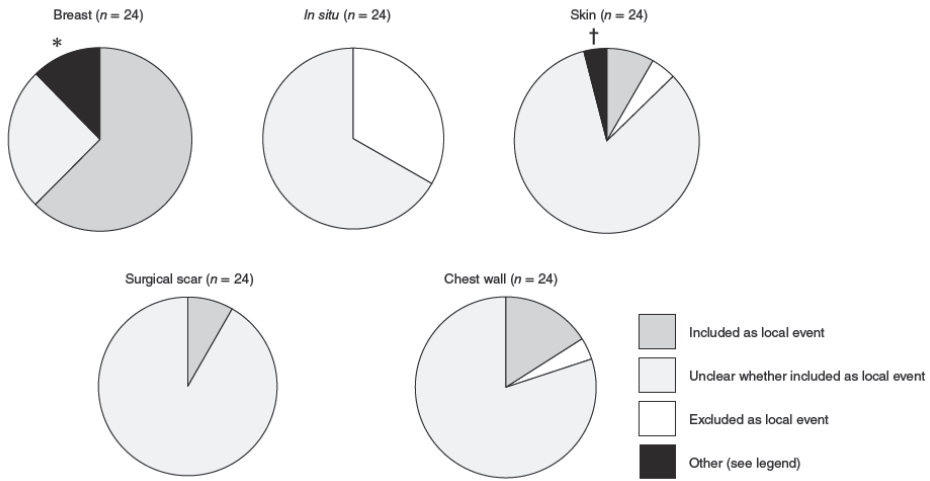 Breast (n = 24)
In situ (n = 24)
Skin (n = 24)
*
†
Surgical scar (n = 24)
Chest wall (n = 24)
Included as local event
Unclear whether included as local event
Excluded as local event
Other (see legend)